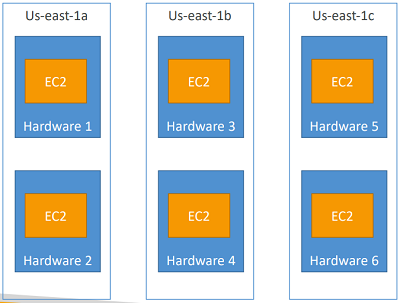 Us-east-1a
EC2
Hardware 1
EC2
Hardware 2
Us-east-1b
EC2
Hardware 3
EC2
Hardware 4
Us-east-1c
EC2
Hardware 5
EC2
Hardware 6